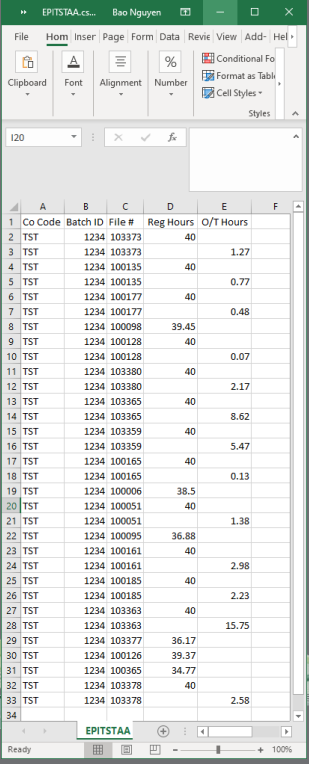 EPITSTAA.cs... Bao Nguyen
File Hom Inser Page Form Data Revie View Add- Hel
Clipboard Font Alignment Number
Conditional Fo
Format as Tabl
Cell Styles
Styles
I20 fx
A B C D E F
1 Co Code Batch ID File # Reg Hours O/T Hours
2 TST 1234 103373 40
3 TST 1234 103373 1.27
4 TST 1234 100135 40
5 TST 1234 100135 0.77
6 TST 1234 100177 40
7 TST 1234 100177 0.48
8 TST 1234 100098 39.45
9 TST 1234 100128 40
10 TST 1234 100128 0.07
11 TST 1234 103380 40
12 TST 1234 103380 2.17
13 TST 1234 103365 40
14 TST 1234 103365 8.62
15 TST 1234 103359 40
16 TST 1234 103359 5.47
17 TST 1234 100165 40
18 TST 1234 100165 0.13
19 TST 1234 100006 38.5
20 TST 1234 100051 40
21 TST 1234 100051 1.38
22 TST 1234 100095 36.88
23 TST 1234 100161 40
24 TST 1234 100161 2.98
25 TST 1234 100185 40
26 TST 1234 100185 2.23
27 TST 1234 103363 40
28 TST 1234 103363 15.75
29 TST 1234 103377 36.17
30 TST 1234 100126 39.37
31 TST 1234 100365 34.77
32 TST 1234 103378 40
33 TST 1234 103378 2.58
34
EPITSTAA
Ready 100%